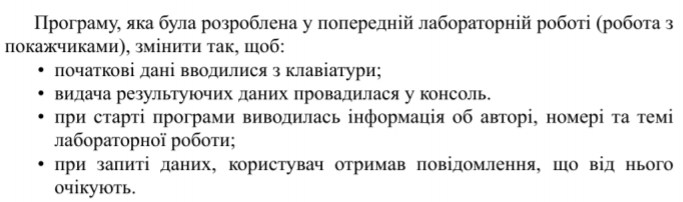 Програму, яка була розроблена у попередній лабораторній роботі (робота з
покажчиками), змінити так, щоб:
• початкові дані вводилися з клавіатури;
• видача результуючих даних провадилася у консоль.
• при старті програми виводилась інформація об авторі, номері та темі
лабораторної роботи;
• при запиті даних, користувач отримав повідомлення, що від нього
очікують.